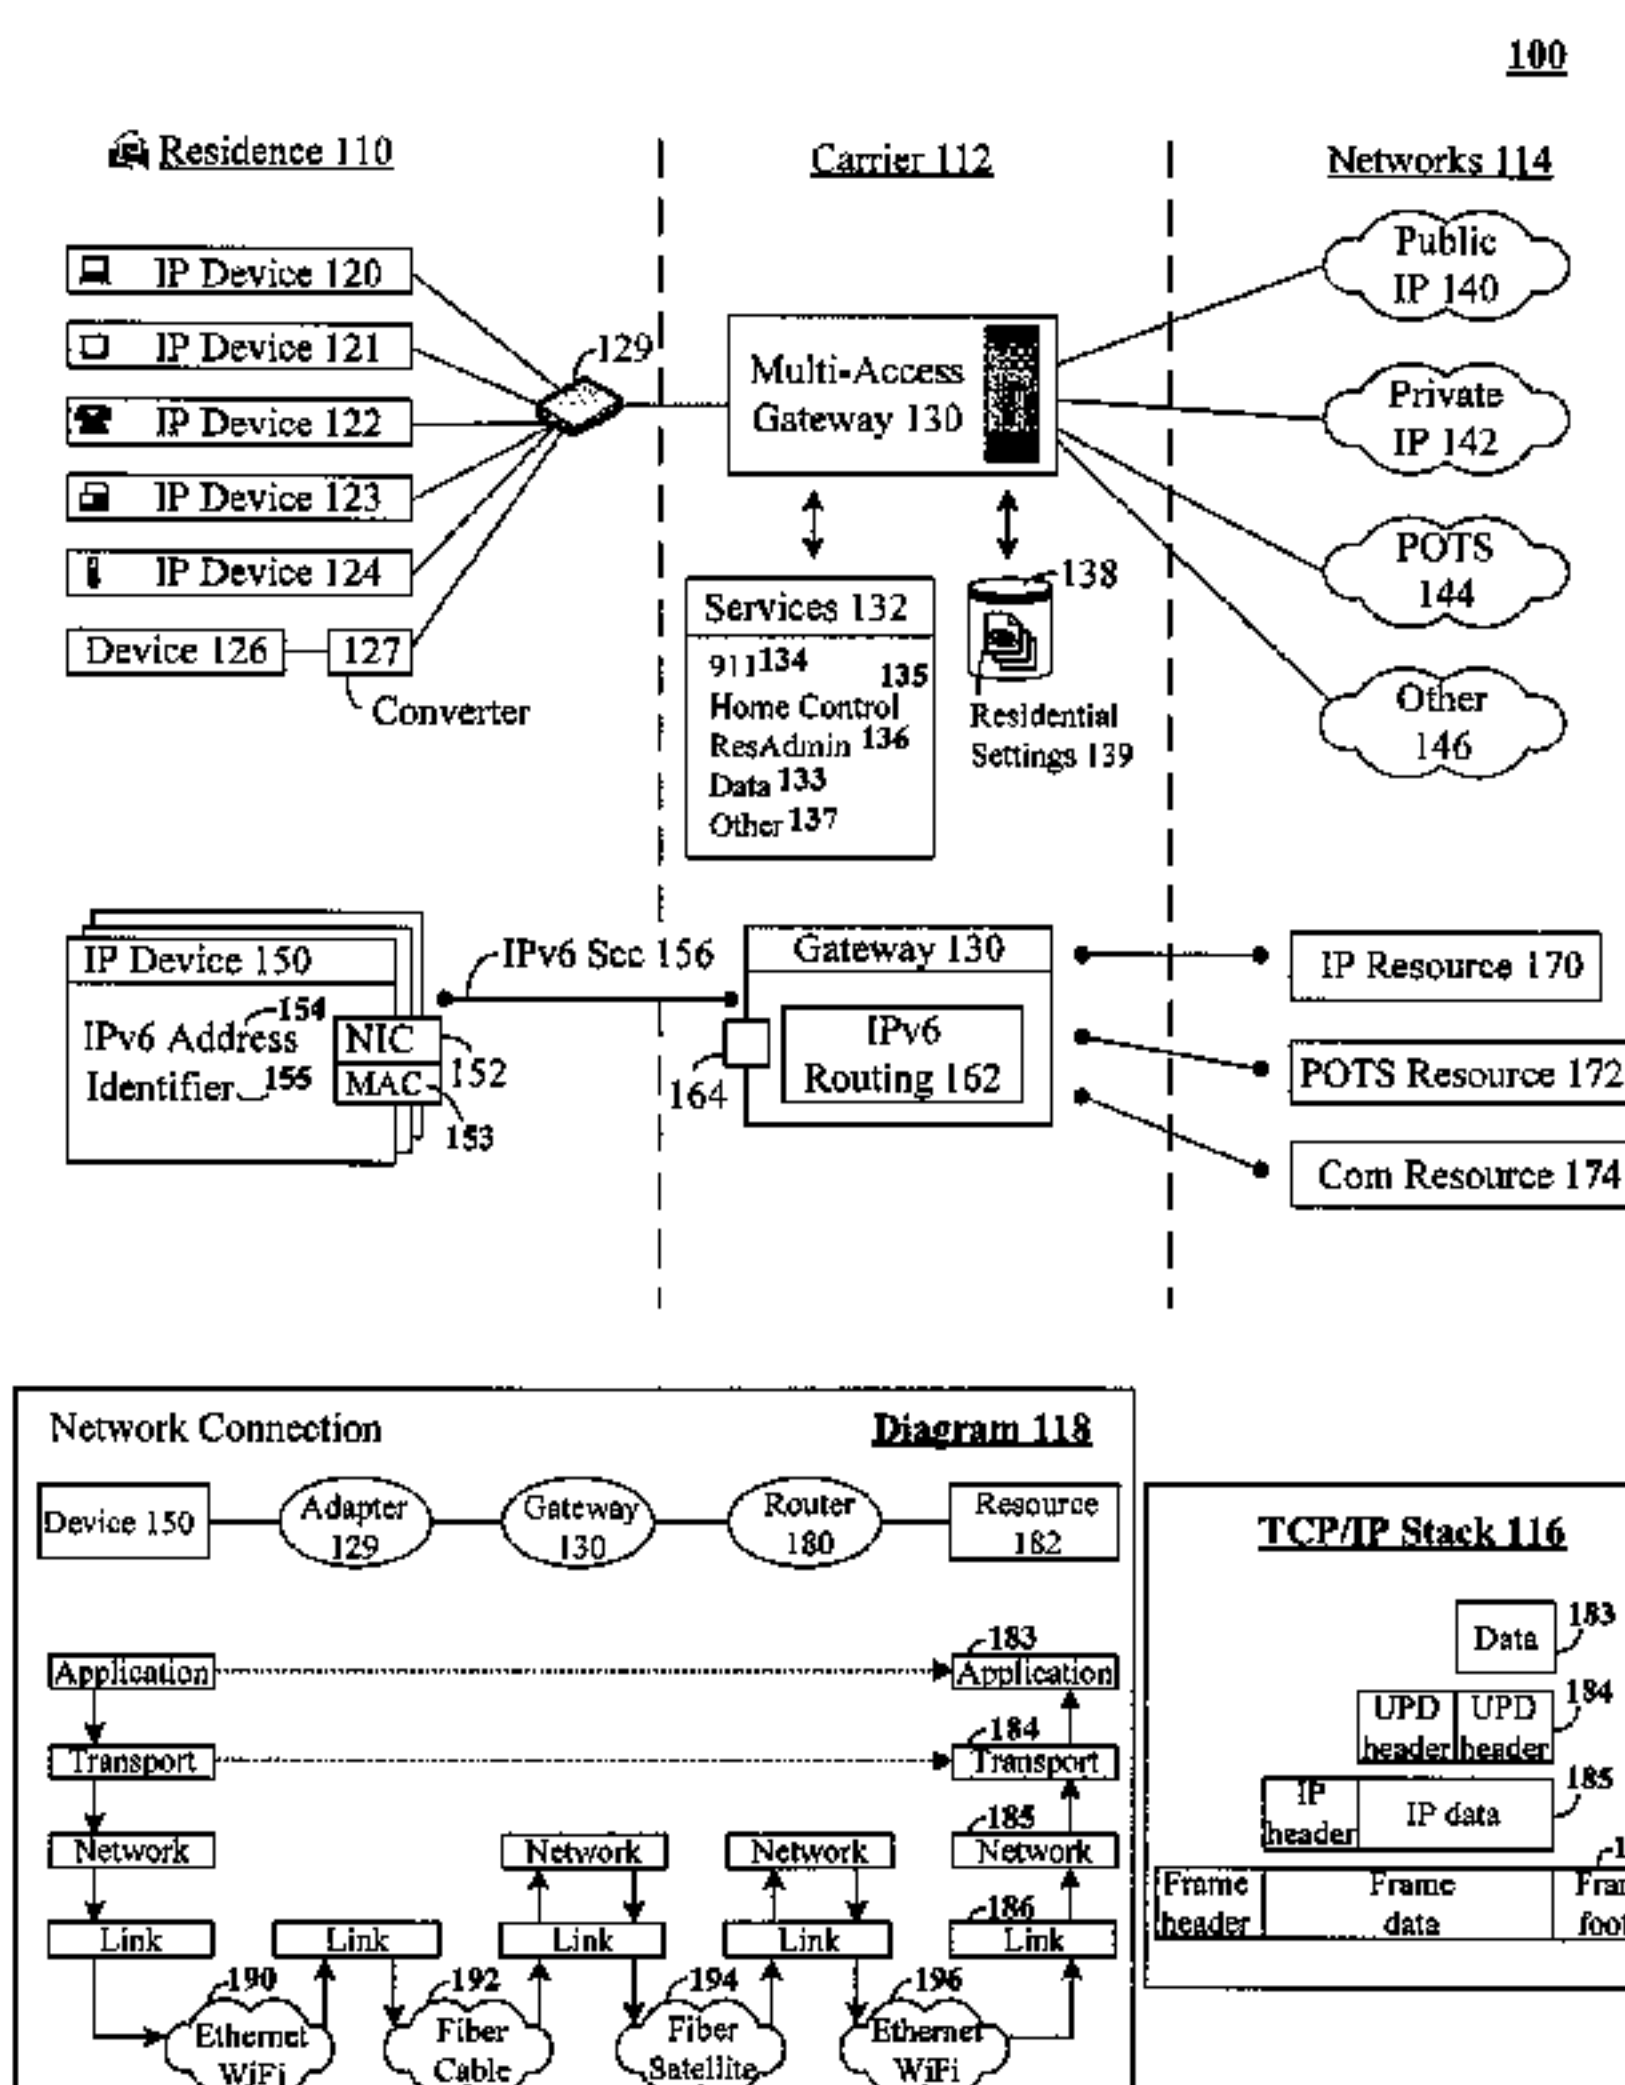 100
Residence 110
Carrier 112
Networks 114
IP Device 120
IP Device 121
IP Device 122
IP Device 123
IP Device 124
Device 126
127
Converter
129
Multi-Access
Gateway 130
Services 132
911 134
135
Home Control
ResAdmin 136
Data 133
Other 137
138
Residential
Settings 139
Public
IP 140
Private
IP 142
POTS
144
Other
146
IP Device 150
IPv6 Address 154
Identifier 155
NIC
152
MAC
153
IPv6 Sec 156
Gateway 130
IPv6
Routing 162
164
IP Resource 170
POTS Resource 172
Com Resource 174
Network Connection
Diagram 118
Device 150
Adapter
129
Gateway
130
Router
180
Resource
182
183
Application
Application
184
Transport
Transport
185
Network
Network
Network
Network
186
Link
Link
Link
Link
Link
190
192
194
196
Ethernet
WiFi
Fiber
Cable
Fiber
Satellite
Ethernet
WiFi
TCP/IP Stack 116
183
Data
184
UPD
header
UPD
header
185
IP
header
IP data
Frame
header
Frame
data